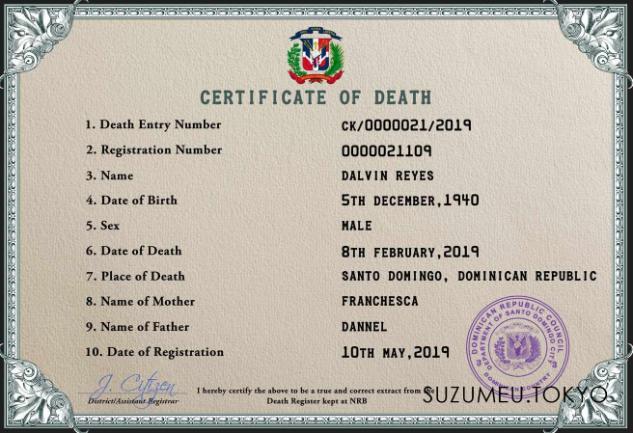 CERTIFICATE OF DEATH
1. Death Entry Number CK/0000021/2019
2. Registration Number 0000021109
3. Name DALVIN REYES
4. Date of Birth 5TH DECEMBER,1940
5. Sex MALE
6. Date of Death 8TH FEBRUARY,2019
7. Place of Death SANTO DOMINGO, DOMINICAN REPUBLIC
8. Name of Mother FRANCHESCA
9. Name of Father DANNEL
10. Date of Registration 10TH MAY,2019
DOMINICAN REPUBLIC COUNCIL
DEPARTMENT OF SANTO DOMINGO CITY
J. Citizen
District/Assistant Registrar
I hereby certify the above to be a true and correct extract from the
Death Register kept at NRB
SUZUMEU.TOKYO